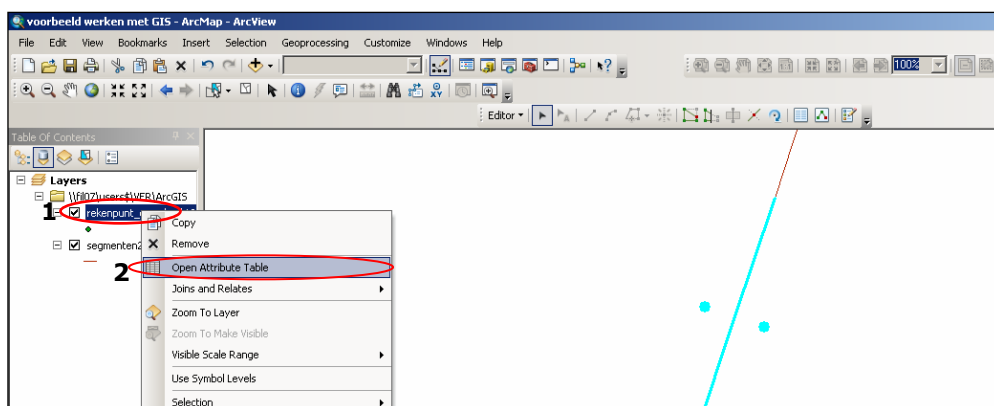 voorbeeld werken met GIS - ArcMap - ArcView
File Edit View Bookmarks Insert Selection Geoprocessing Customize Windows Help
100%
Editor
Table Of Contents
Layers
\\fil07\users$\VER\ArcGIS
1 rekenpunt_
Copy
segmenten2
Remove
2 Open Attribute Table
Joins and Relates
Zoom To Layer
Zoom To Make Visible
Visible Scale Range
Use Symbol Levels
Selection